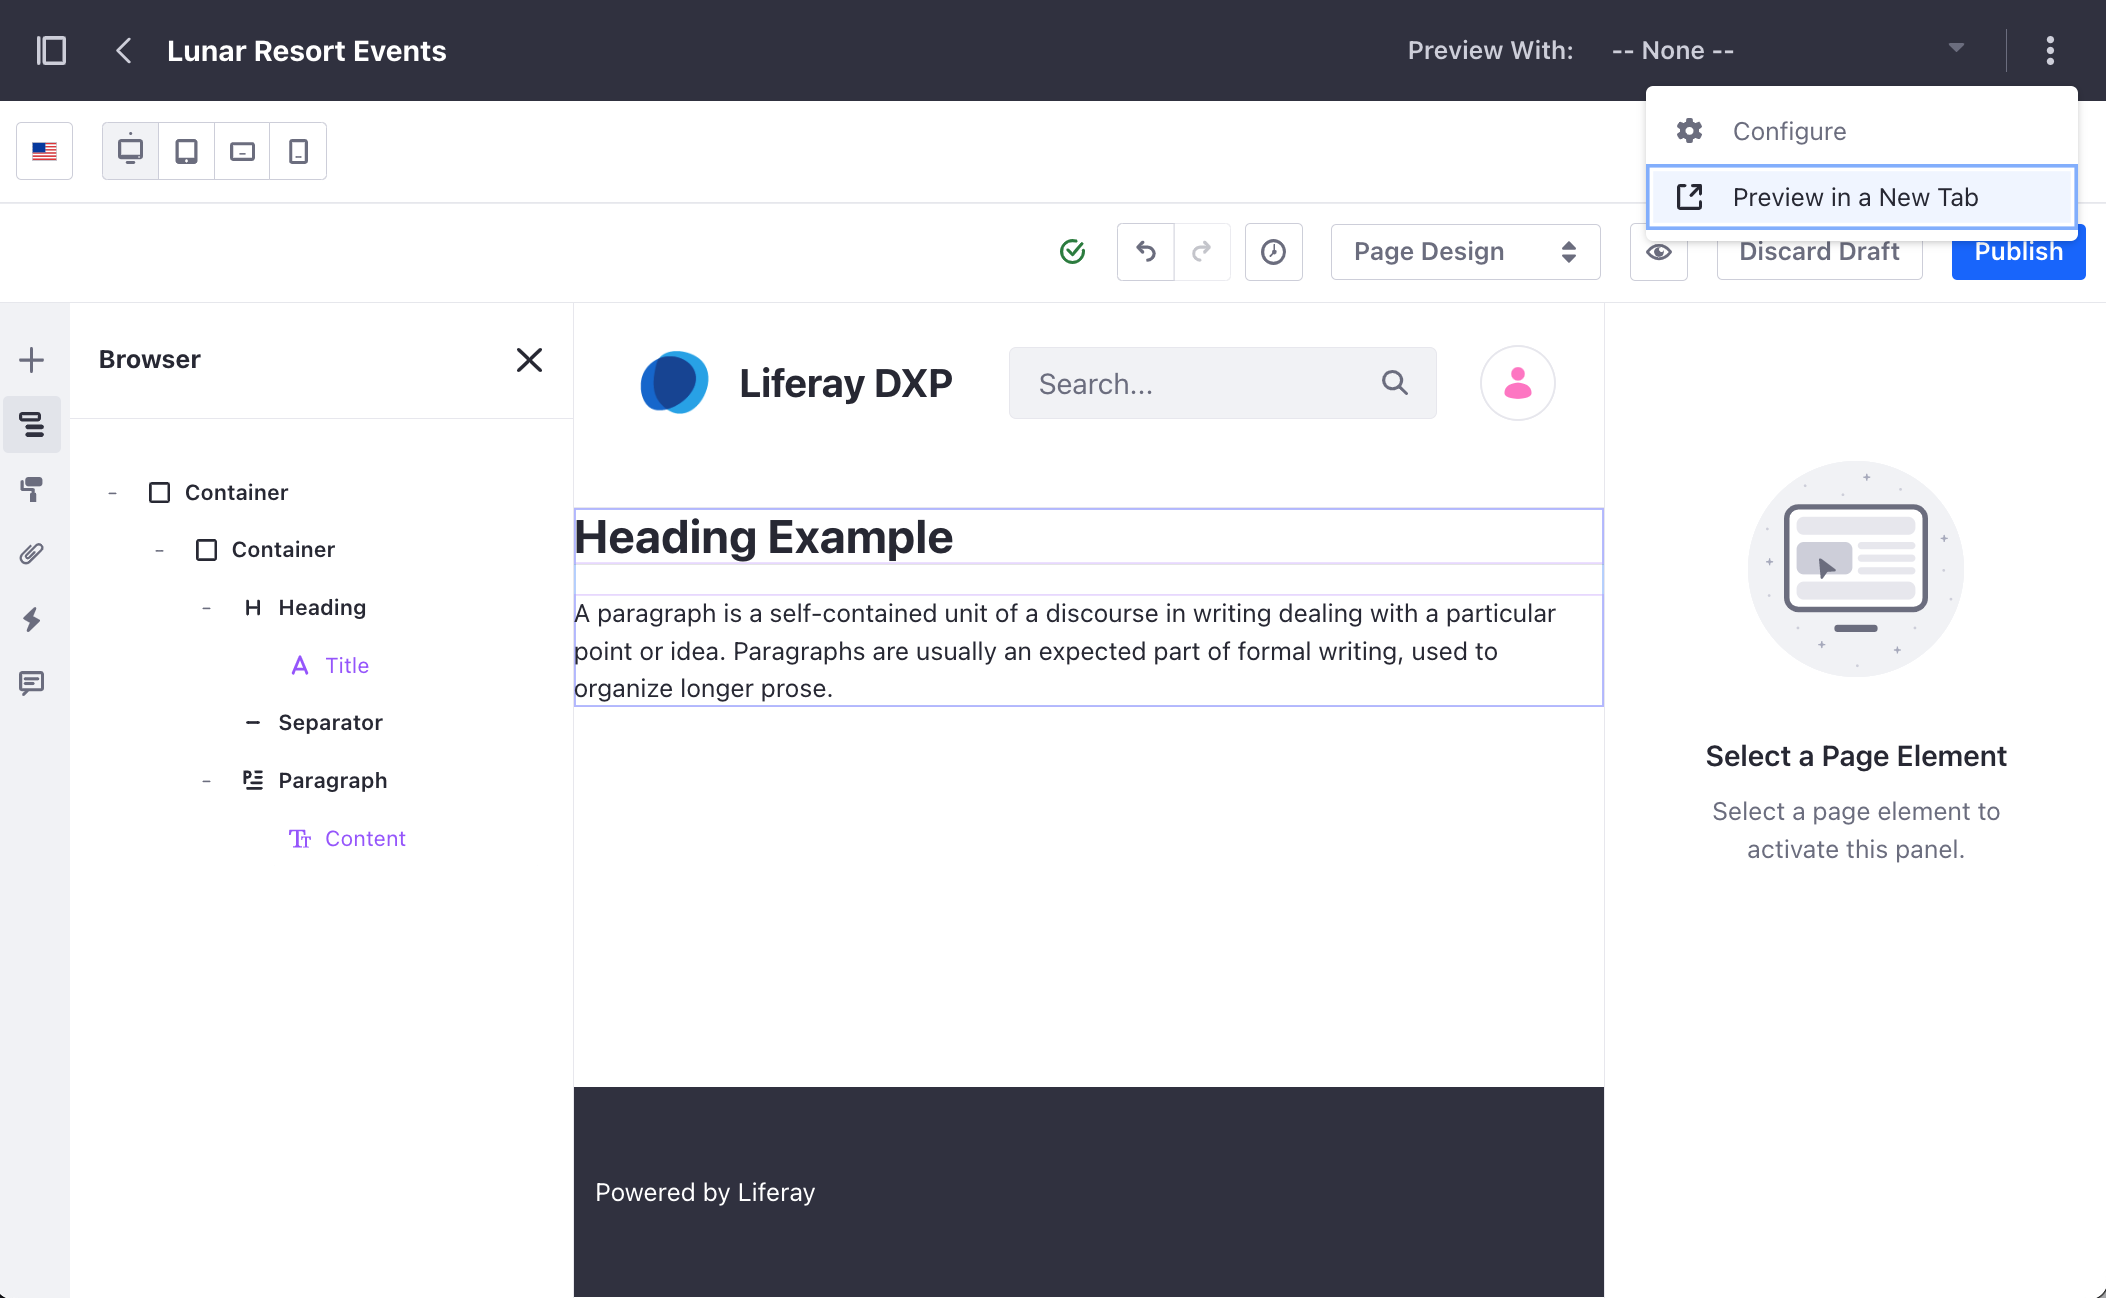 Lunar Resort Events
Preview With:
-- None --
Configure
Preview in a New Tab
Page Design
Discard Draft
Publish
Browser
Container
Container
H Heading
A Title
Separator
Paragraph
Content
Liferay DXP
Search...
Heading Example
A paragraph is a self-contained unit of a discourse in writing dealing with a particular
point or idea. Paragraphs are usually an expected part of formal writing, used to
organize longer prose.
Powered by Liferay
Select a Page Element
Select a page element to
activate this panel.